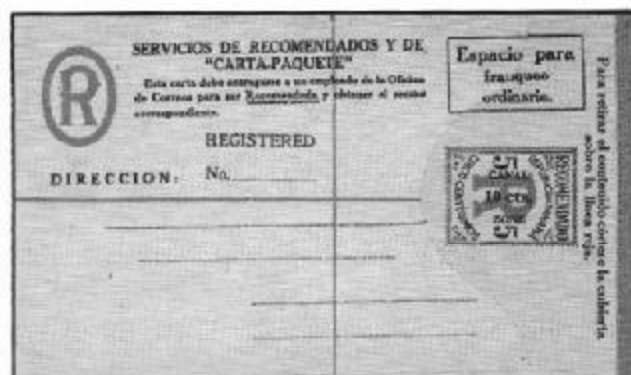 R
SERVICIOS DE RECOMENDADOS Y DE
"CARTA-PAQUETE"
Esta carta debe entregarse a un empleado de la Oficina
de Correos para ser Recomendada y obtener el recibo
correspondiente.
REGISTERED
DIRECCION: No.
Espacio para
franqueo
ordinario.
RECOMENDADO
CANAL
10 cts.
ZONE
Para retirar el contenido córtese la cubierta
sobre la línea roja.